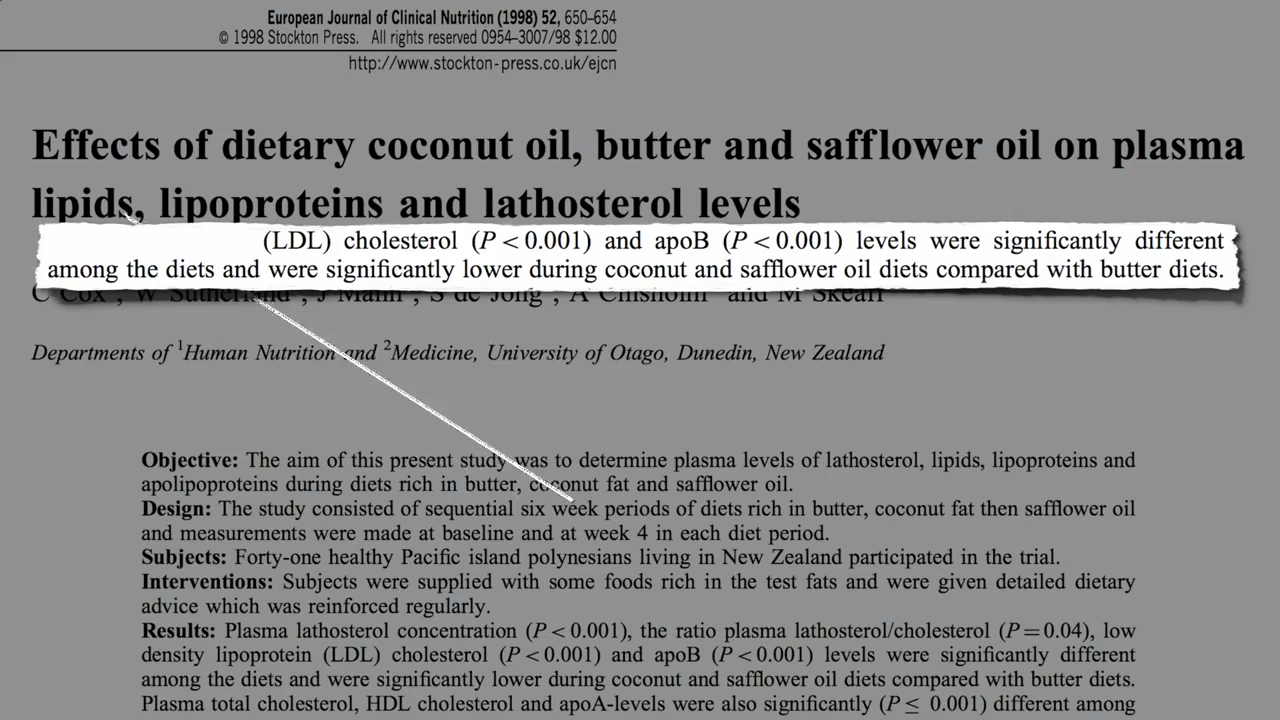 European Journal of Clinical Nutrition (1998) 52, 650–654
© 1998 Stockton Press. All rights reserved 0954–3007/98 $12.00
http://www.stockton-press.co.uk/ejcn
Effects of dietary coconut oil, butter and safflower oil on plasma
lipids, lipoproteins and lathosterol levels
(LDL) cholesterol (P < 0.001) and apoB (P < 0.001) levels were significantly different
among the diets and were significantly lower during coconut and safflower oil diets compared with butter diets.
C Cox, W Sutherland, J Mann, S de Jong, A Chisholm and M Skeaff
Departments of 1Human Nutrition and 2Medicine, University of Otago, Dunedin, New Zealand
Objective: The aim of this present study was to determine plasma levels of lathosterol, lipids, lipoproteins and
apolipoproteins during diets rich in butter, coconut fat and safflower oil.
Design: The study consisted of sequential six week periods of diets rich in butter, coconut fat then safflower oil
and measurements were made at baseline and at week 4 in each diet period.
Subjects: Forty-one healthy Pacific island polynesians living in New Zealand participated in the trial.
Interventions: Subjects were supplied with some foods rich in the test fats and were given detailed dietary
advice which was reinforced regularly.
Results: Plasma lathosterol concentration (P < 0.001), the ratio plasma lathosterol/cholesterol (P = 0.04), low
density lipoprotein (LDL) cholesterol (P < 0.001) and apoB (P < 0.001) levels were significantly different
among the diets and were significantly lower during coconut and safflower oil diets compared with butter diets.
Plasma total cholesterol, HDL cholesterol and apoA-levels were also significantly (P ≤ 0.001) different among